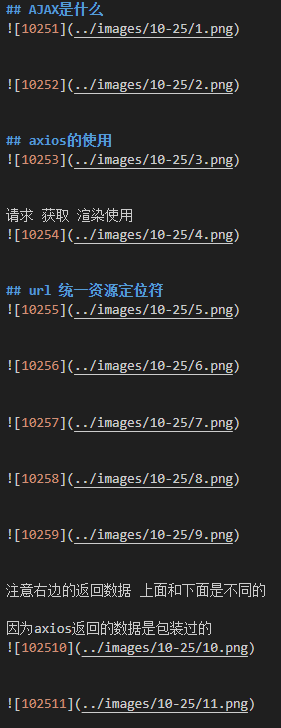 ## AJAX是什么
![10251](../images/10-25/1.png)
![10252](../images/10-25/2.png)
## axios的使用
![10253](../images/10-25/3.png)
请求 获取 渲染使用
![10254](../images/10-25/4.png)
## url 统一资源定位符
![10255](../images/10-25/5.png)
![10256](../images/10-25/6.png)
![10257](../images/10-25/7.png)
![10258](../images/10-25/8.png)
![10259](../images/10-25/9.png)
注意右边的返回数据 上面和下面是不同的
因为axios返回的数据是包装过的
![102510](../images/10-25/10.png)
![102511](../images/10-25/11.png)